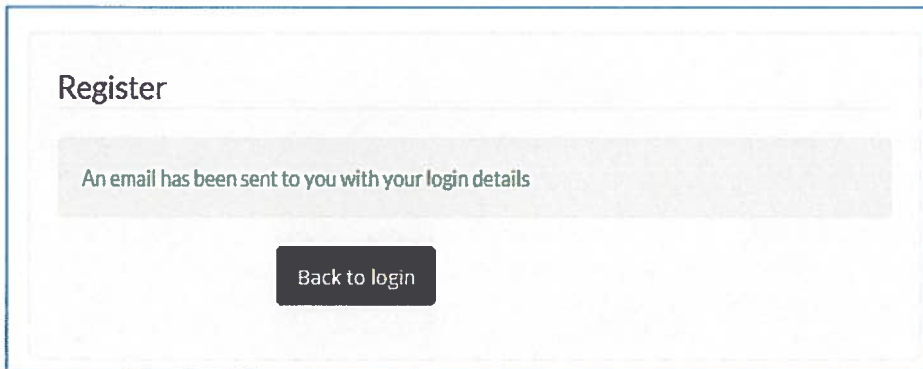 Register
An email has been sent to you with your login details
Back to login